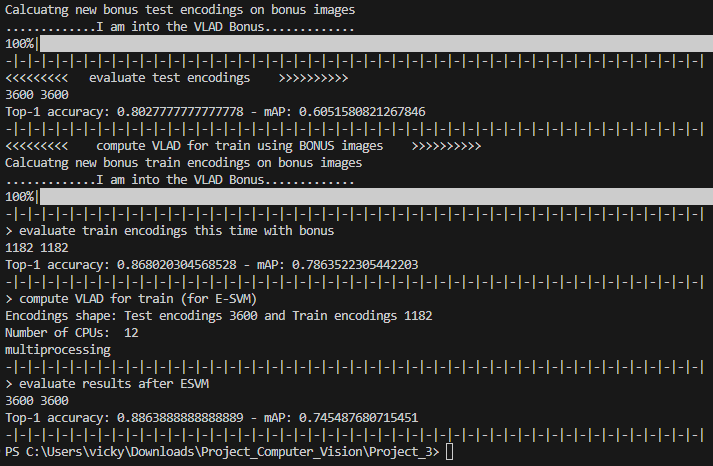 Calcuatng new bonus test encodings on bonus images
.............I am into the VLAD Bonus.............
100%|
-|-|-|-|-|-|-|-|-|-|-|-|-|-|-|-|-|-|-|-|-|-|-|-|-|-|-|-|-|-|-|-|-|-|-|-|-|-|-|-|-|-|-|-|-|-|-|-|-|-|
<<<<<<<<<   evaluate test encodings    >>>>>>>>>>
3600 3600
Top-1 accuracy: 0.8027777777777778 - mAP: 0.6051580821267846
-|-|-|-|-|-|-|-|-|-|-|-|-|-|-|-|-|-|-|-|-|-|-|-|-|-|-|-|-|-|-|-|-|-|-|-|-|-|-|-|-|-|-|-|-|-|-|-|-|-|
<<<<<<<<<    compute VLAD for train using BONUS images    >>>>>>>>>>
Calcuatng new bonus train encodings on bonus images
.............I am into the VLAD Bonus.............
100%|
-|-|-|-|-|-|-|-|-|-|-|-|-|-|-|-|-|-|-|-|-|-|-|-|-|-|-|-|-|-|-|-|-|-|-|-|-|-|-|-|-|-|-|-|-|-|-|-|-|-|
> evaluate train encodings this time with bonus
1182 1182
Top-1 accuracy: 0.868020304568528 - mAP: 0.7863522305442203
-|-|-|-|-|-|-|-|-|-|-|-|-|-|-|-|-|-|-|-|-|-|-|-|-|-|-|-|-|-|-|-|-|-|-|-|-|-|-|-|-|-|-|-|-|-|-|-|-|-|
> compute VLAD for train (for E-SVM)
Encodings shape: Test encodings 3600 and Train encodings 1182
Number of CPUs:  12
multiprocessing
-|-|-|-|-|-|-|-|-|-|-|-|-|-|-|-|-|-|-|-|-|-|-|-|-|-|-|-|-|-|-|-|-|-|-|-|-|-|-|-|-|-|-|-|-|-|-|-|-|-|
> evaluate results after ESVM
3600 3600
Top-1 accuracy: 0.8863888888888889 - mAP: 0.745487680715451
-|-|-|-|-|-|-|-|-|-|-|-|-|-|-|-|-|-|-|-|-|-|-|-|-|-|-|-|-|-|-|-|-|-|-|-|-|-|-|-|-|-|-|-|-|-|-|-|-|-|
PS C:\Users\vicky\Downloads\Project_Computer_Vision\Project_3>